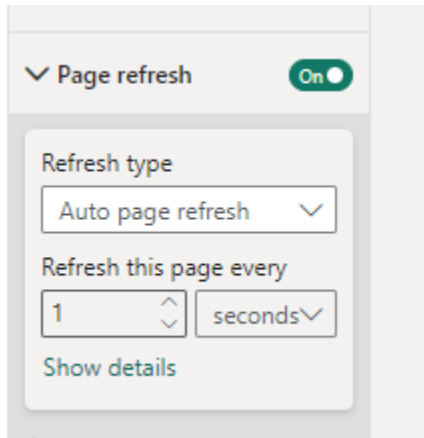 Page refresh On
Refresh type
Auto page refresh
Refresh this page every
1 seconds
Show details